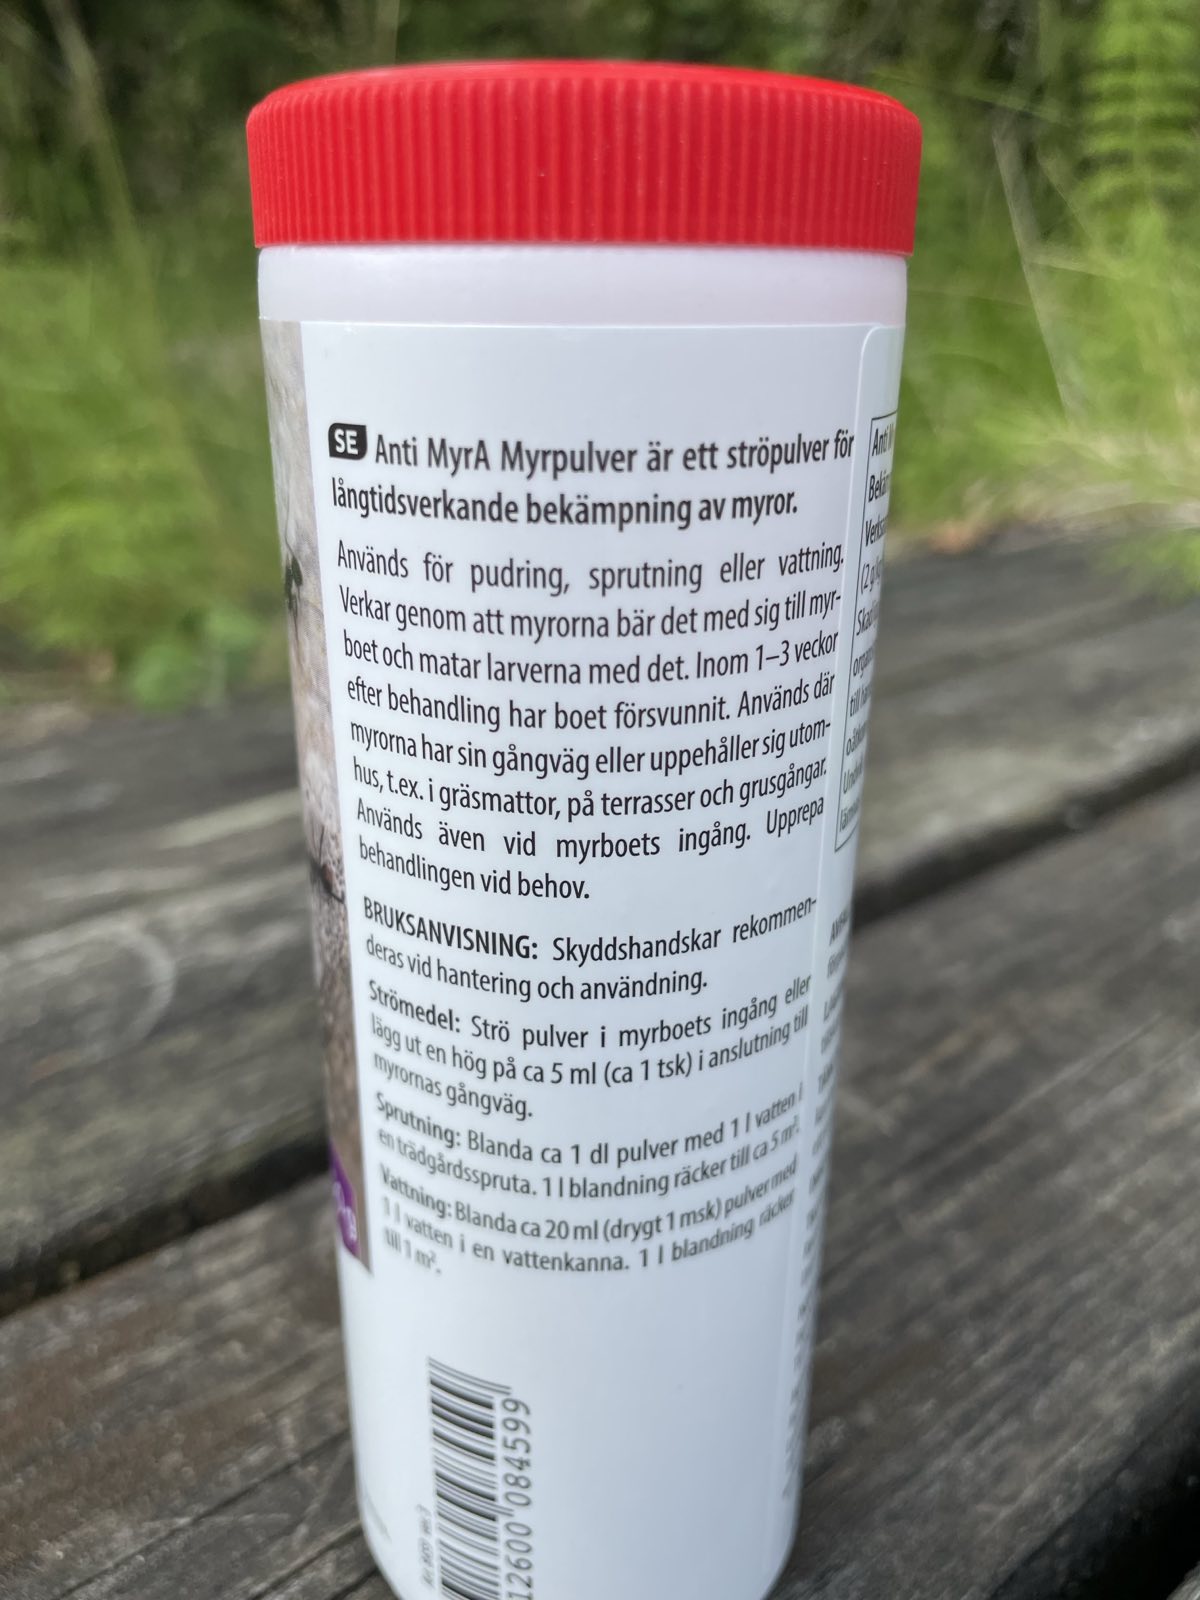 SE Anti MyrA Myrpulver är ett ströpulver för
långtidsverkande bekämpning av myror.
Används för pudring, sprutning eller vattning.
Verkar genom att myrorna bär det med sig till myr-
boet och matar larverna med det. Inom 1–3 veckor
efter behandling har boet försvunnit. Används där
myrorna har sin gångväg eller uppehåller sig utom-
hus, t.ex. i gräsmattor, på terrasser och grusgångar.
Används även vid myrboets ingång. Upprepa
behandlingen vid behov.
BRUKSANVISNING: Skyddshandskar rekommen-
deras vid hantering och användning.
Strömedel: Strö pulver i myrboets ingång eller
lägg ut en hög på ca 5 ml (ca 1 tsk) i anslutning till
myrornas gångväg.
Sprutning: Blanda ca 1 dl pulver med 1 l vatten i
en trädgårdsspruta. 1 l blandning räcker till ca 5 m².
Vattning: Blanda ca 20 ml (drygt 1 msk) pulver med
1 l vatten i en vattenkanna. 1 l blandning räcker
till 1 m².
12600 084599